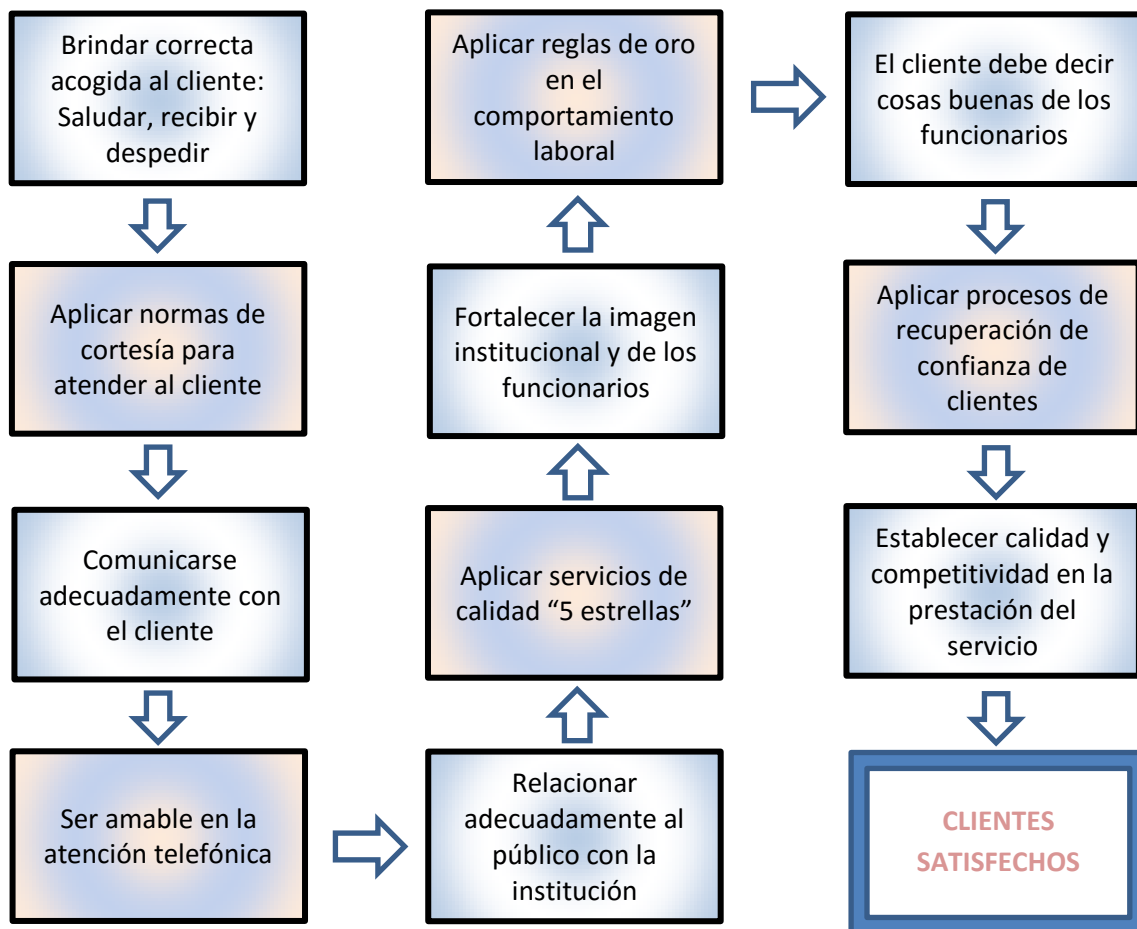 Brindar correcta
acogida al cliente:
Saludar, recibir y
despedir
Aplicar normas de
cortesía para
atender al cliente
Comunicarse
adecuadamente con
el cliente
Ser amable en la
atención telefónica
Relacionar
adecuadamente al
público con la
institución
Aplicar servicios de
calidad “5 estrellas”
Fortalecer la imagen
institucional y de los
funcionarios
Aplicar reglas de oro
en el
comportamiento
laboral
El cliente debe decir
cosas buenas de los
funcionarios
Aplicar procesos de
recuperación de
confianza de
clientes
Establecer calidad y
competitividad en la
prestación del
servicio
CLIENTES
SATISFECHOS